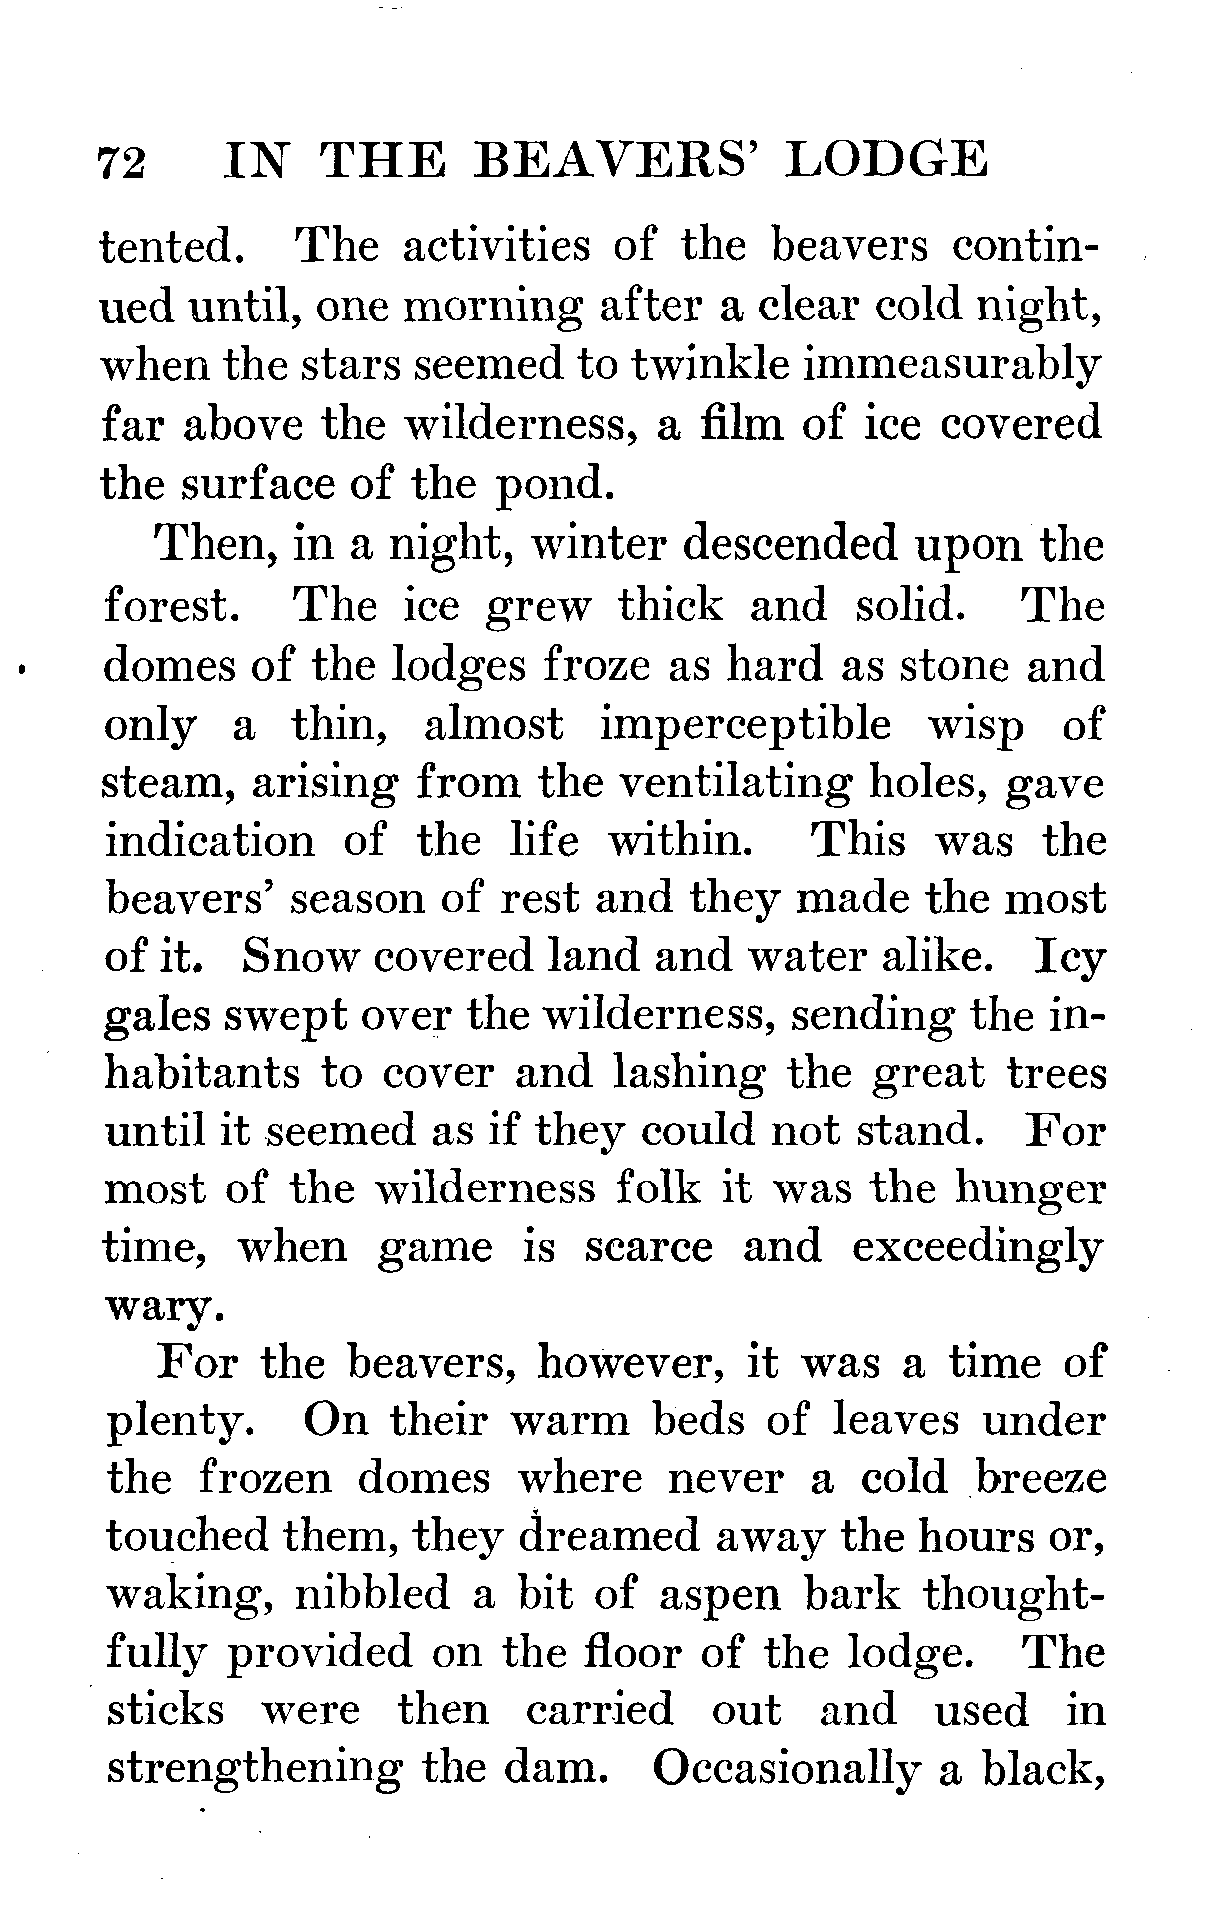 72 IN THE BEAVERS' LODGE
tented. The activities of the beavers contin-
ued until, one morning after a clear cold night,
when the stars seemed to twinkle immeasurably
far above the wilderness, a film of ice covered
the surface of the pond.
Then, in a night, winter descended upon the
forest. The ice grew thick and solid. The
domes of the lodges froze as hard as stone and
only a thin, almost imperceptible wisp of
steam, arising from the ventilating holes, gave
indication of the life within. This was the
beavers' season of rest and they made the most
of it. Snow covered land and water alike. Icy
gales swept over the wilderness, sending the in-
habitants to cover and lashing the great trees
until it seemed as if they could not stand. For
most of the wilderness folk it was the hunger
time, when game is scarce and exceedingly
wary.
For the beavers, however, it was a time of
plenty. On their warm beds of leaves under
the frozen domes where never a cold breeze
touched them, they dreamed away the hours or,
waking, nibbled a bit of aspen bark thought-
fully provided on the floor of the lodge. The
sticks were then carried out and used in
strengthening the dam. Occasionally a black,